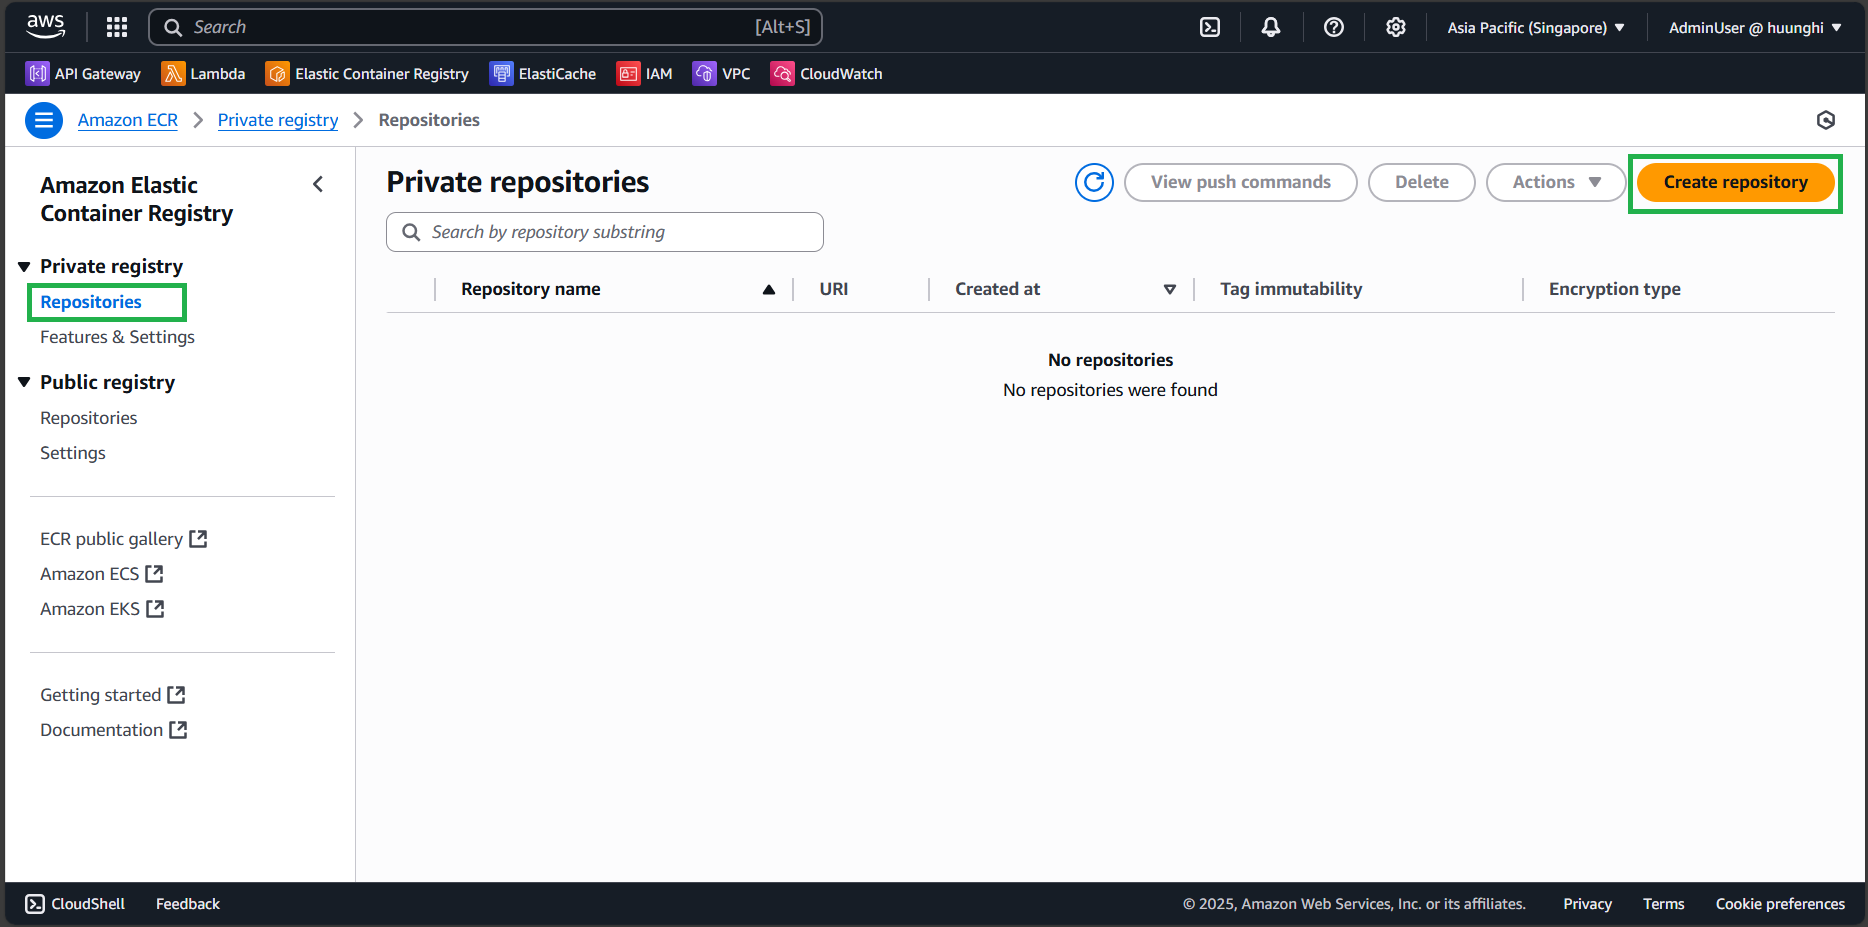 aws
Search [Alt+S]
Asia Pacific (Singapore)
AdminUser @ huunghi
API Gateway
Lambda
Elastic Container Registry
ElastiCache
IAM
VPC
CloudWatch
Amazon ECR
Private registry
Repositories
Amazon Elastic
Container Registry
Private registry
Repositories
Features & Settings
Public registry
Repositories
Settings
ECR public gallery
Amazon ECS
Amazon EKS
Getting started
Documentation
Private repositories
View push commands
Delete
Actions
Create repository
Search by repository substring
Repository name
URI
Created at
Tag immutability
Encryption type
No repositories
No repositories were found
CloudShell
Feedback
© 2025, Amazon Web Services, Inc. or its affiliates.
Privacy
Terms
Cookie preferences